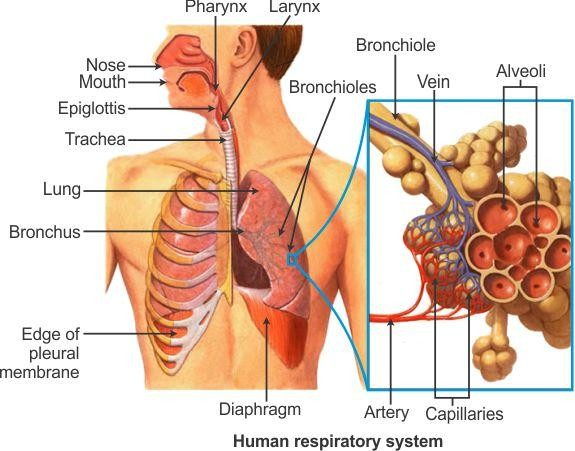 Pharynx
Larynx
Nose
Mouth
Epiglottis
Trachea
Lung
Bronchus
Edge of
pleural
membrane
Bronchioles
Diaphragm
Bronchiole
Vein
Alveoli
Artery
Capillaries
Human respiratory system